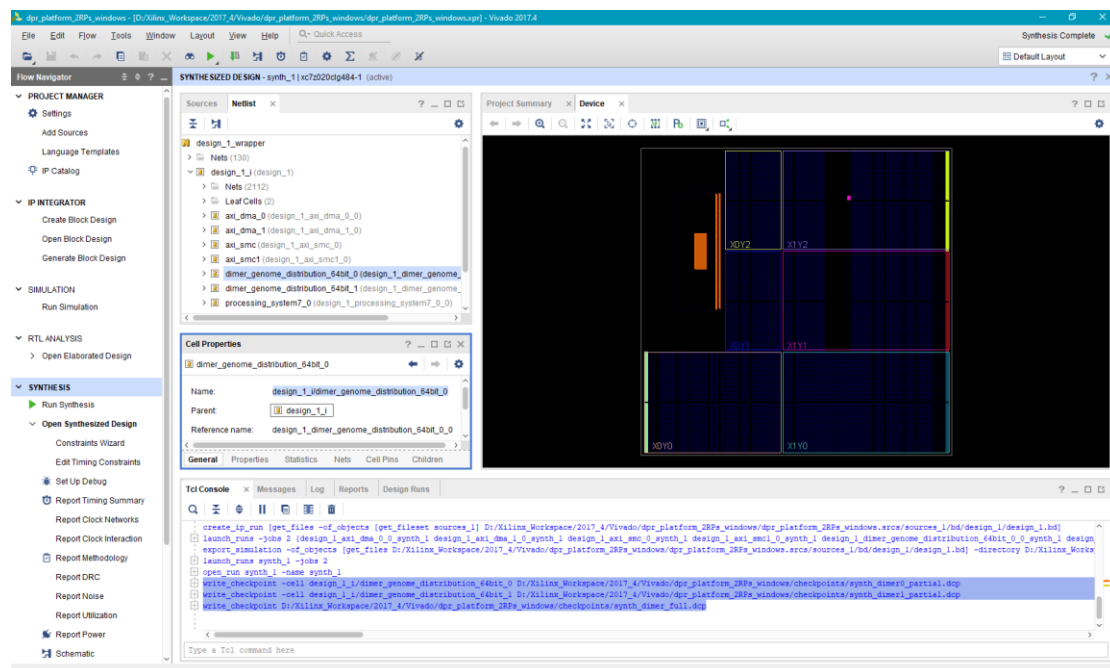 dpr_platform_2RPs_windows - [D:/Xilinx_Workspace/2017_4/Vivado/dpr_platform_2RPs_windows/dpr_platform_2RPs_windows.xpr] - Vivado 2017.4
File Edit Flow Tools Window Layout View Help Q- Quick Access
Synthesis Complete
Default Layout
Flow Navigator
PROJECT MANAGER
Settings
Add Sources
Language Templates
IP Catalog
IP INTEGRATOR
Create Block Design
Open Block Design
Generate Block Design
SIMULATION
Run Simulation
RTL ANALYSIS
Open Elaborated Design
SYNTHESIS
Run Synthesis
Open Synthesized Design
Constraints Wizard
Edit Timing Constraints
Set Up Debug
Report Timing Summary
Report Clock Networks
Report Clock Interaction
Report Methodology
Report DRC
Report Noise
Report Utilization
Report Power
Schematic
SYNTHESIZED DESIGN - synth_1 | xc7z020clg484-1 (active)
Sources Netlist
design_1_wrapper
Nets (130)
design_1_i (design_1)
Nets (2112)
Leaf Cells (2)
axi_dma_0 (design_1_axi_dma_0_0)
axi_dma_1 (design_1_axi_dma_1_0)
axi_smc (design_1_axi_smc_0)
axi_smc1 (design_1_axi_smc1_0)
dimer_genome_distribution_64bit_0 (design_1_dimer_genome_
dimer_genome_distribution_64bit_1 (design_1_dimer_genome_
processing_system7_0 (design_1_processing_system7_0_0)
Cell Properties
dimer_genome_distribution_64bit_0
Name: design_1_i/dimer_genome_distribution_64bit_0
Parent: design_1_i
Reference name: design_1_dimer_genome_distribution_64bit_0_0
General Properties Statistics Nets Cell Pins Children
Project Summary Device
X0Y2 X1Y2
X0Y1 X1Y1
X0Y0 X1Y0
Tcl Console Messages Log Reports Design Runs
create_ip_run [get_files -of_objects [get_fileset sources_1] D:/Xilinx_Workspace/2017_4/Vivado/dpr_platform_2RPs_windows/dpr_platform_2RPs_windows.srcs/sources_1/bd/design_1/design_1.bd]
launch_runs -jobs 2 {design_1_axi_dma_0_0_synth_1 design_1_axi_dma_1_0_synth_1 design_1_axi_smc_0_synth_1 design_1_axi_smc1_0_synth_1 design_1_dimer_genome_distribution_64bit_0_0_synth_1 design
export_simulation -of_objects [get_files D:/Xilinx_Workspace/2017_4/Vivado/dpr_platform_2RPs_windows/dpr_platform_2RPs_windows.srcs/sources_1/bd/design_1/design_1.bd] -directory D:/Xilinx_Works
launch_runs synth_1 -jobs 2
open_run synth_1 -name synth_1
write_checkpoint -cell design_1_i/dimer_genome_distribution_64bit_0 D:/Xilinx_Workspace/2017_4/Vivado/dpr_platform_2RPs_windows/checkpoints/synth_dimer0_partial.dcp
write_checkpoint -cell design_1_i/dimer_genome_distribution_64bit_1 D:/Xilinx_Workspace/2017_4/Vivado/dpr_platform_2RPs_windows/checkpoints/synth_dimer1_partial.dcp
write_checkpoint D:/Xilinx_Workspace/2017_4/Vivado/dpr_platform_2RPs_windows/checkpoints/synth_dimer_full.dcp
Type a Tcl command here